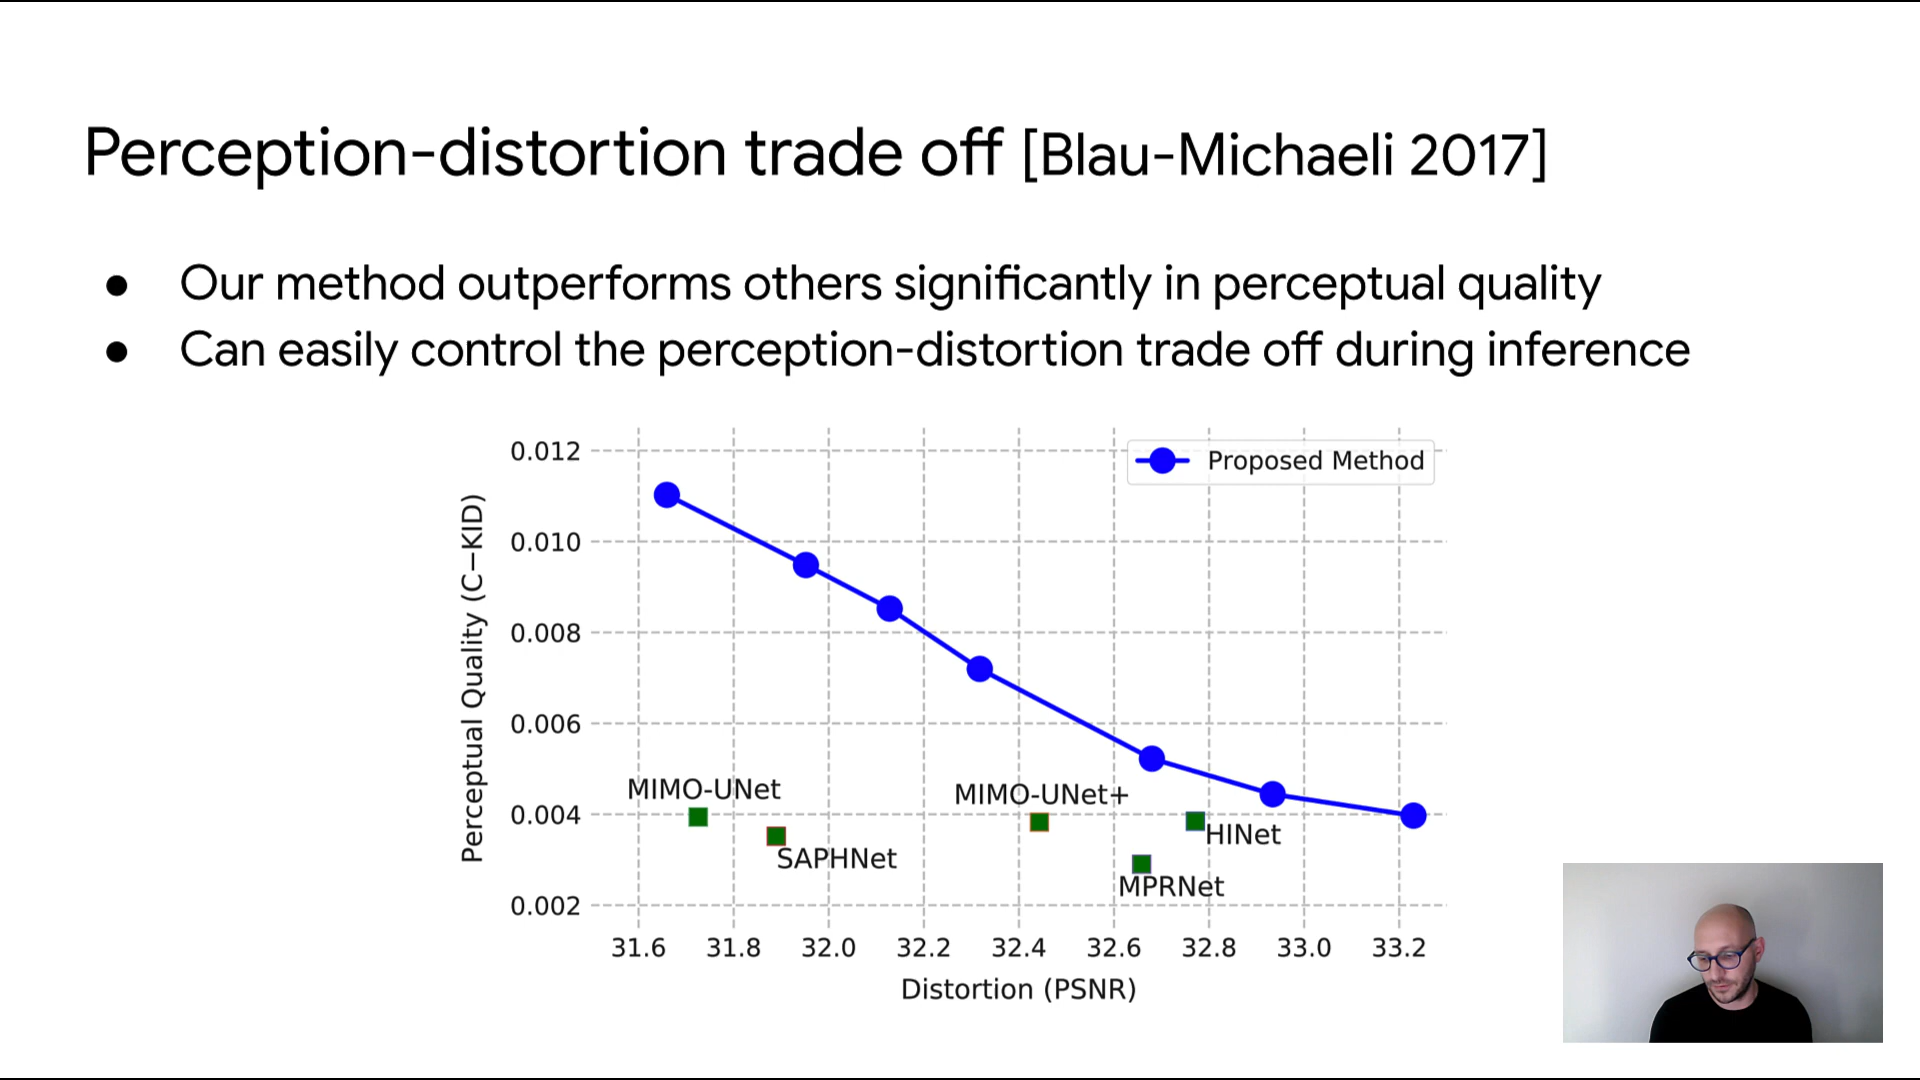 Perception-distortion trade off [Blau-Michaeli 2017]
● Our method outperforms others significantly in perceptual quality
● Can easily control the perception-distortion trade off during inference
Proposed Method
Perceptual Quality (C−KID)
0.012
0.010
0.008
0.006
0.004
0.002
MIMO-UNet
SAPHNet
MIMO-UNet+
HINet
MPRNet
31.6 31.8 32.0 32.2 32.4 32.6 32.8 33.0 33.2
Distortion (PSNR)